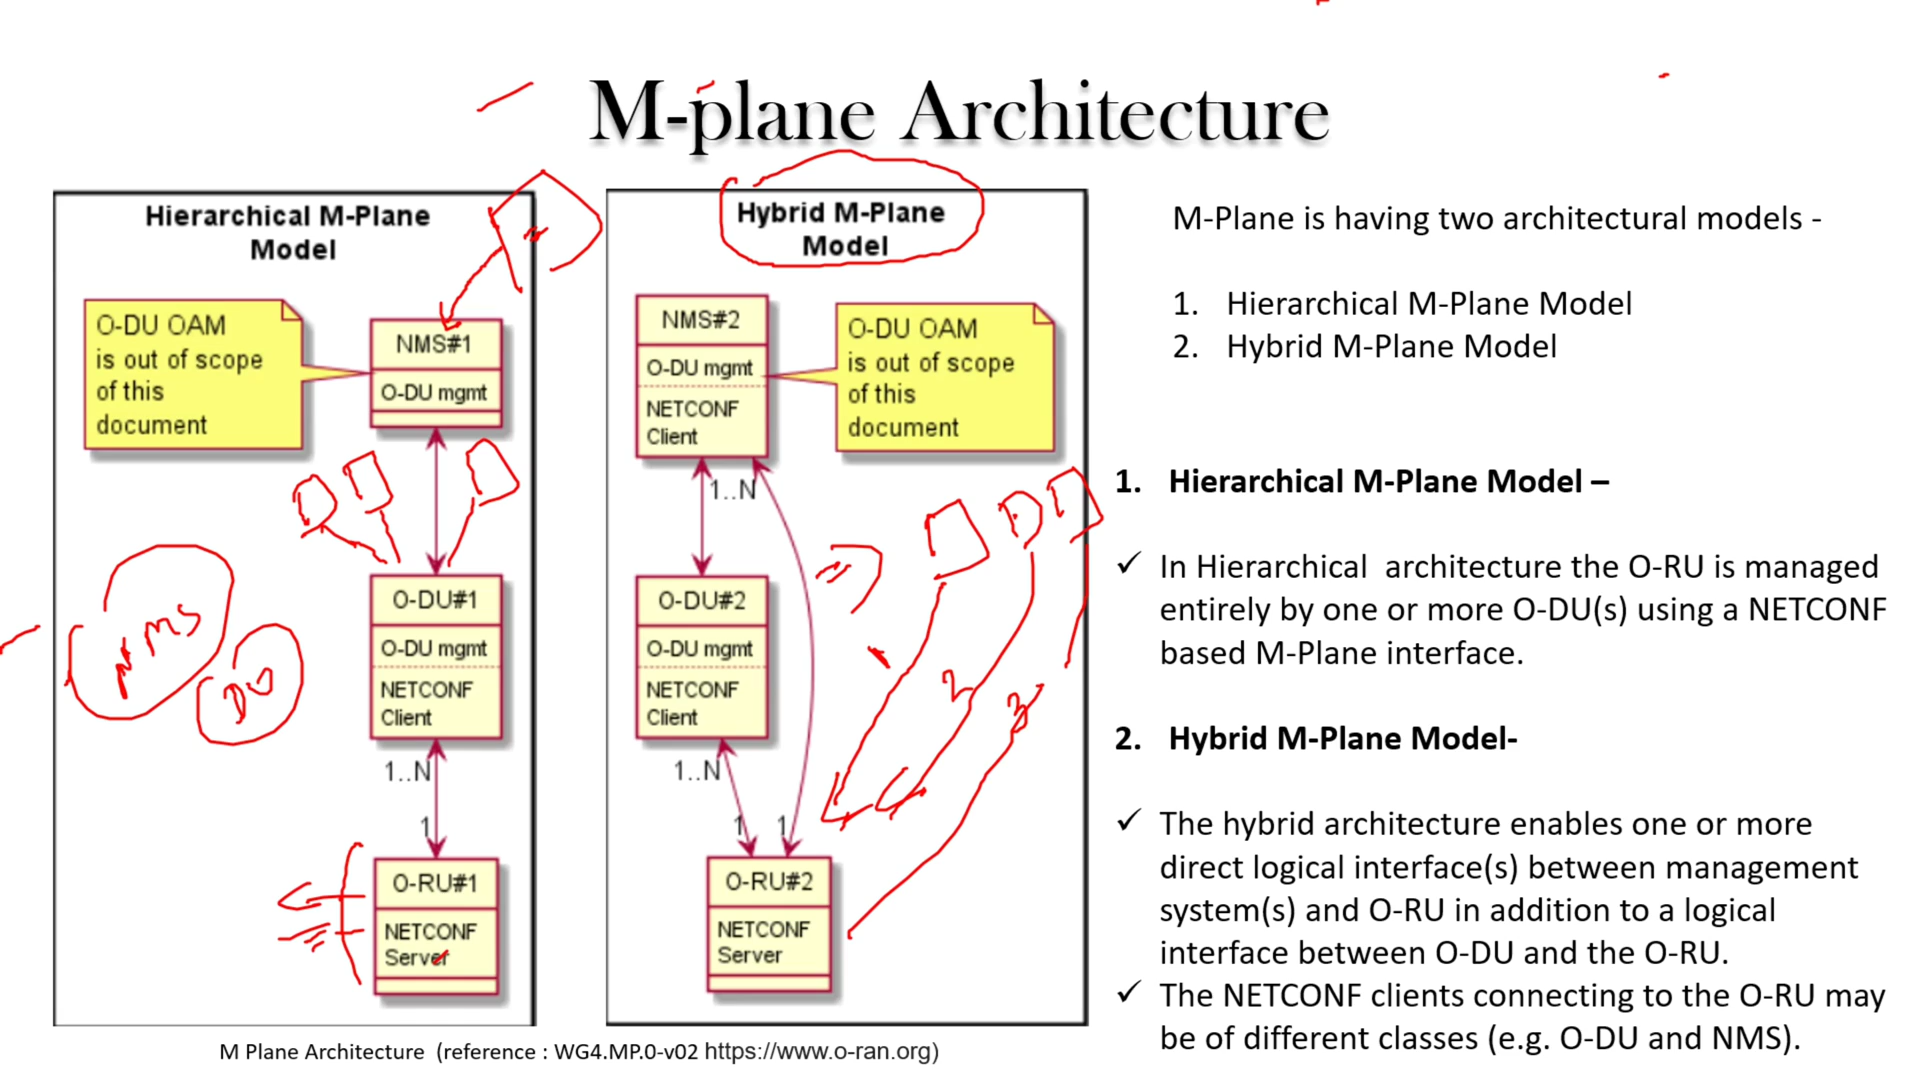 M-plane Architecture
Hierarchical M-Plane
Model
O-DU OAM
is out of scope
of this
document
NMS#1
O-DU mgmt
O-DU#1
O-DU mgmt
NETCONF
Client
1..N
1
O-RU#1
NETCONF
Server
NMS
DU
Hybrid M-Plane
Model
NMS#2
O-DU mgmt
NETCONF
Client
O-DU OAM
is out of scope
of this
document
1..N
O-DU#2
O-DU mgmt
NETCONF
Client
1..N
1 1
O-RU#2
NETCONF
Server
2
3
M Plane Architecture (reference : WG4.MP.0-v02 https://www.o-ran.org)
M-Plane is having two architectural models -
1. Hierarchical M-Plane Model
2. Hybrid M-Plane Model
1. Hierarchical M-Plane Model –
✓ In Hierarchical architecture the O-RU is managed
entirely by one or more O-DU(s) using a NETCONF
based M-Plane interface.
2. Hybrid M-Plane Model-
✓ The hybrid architecture enables one or more
direct logical interface(s) between management
system(s) and O-RU in addition to a logical
interface between O-DU and the O-RU.
✓ The NETCONF clients connecting to the O-RU may
be of different classes (e.g. O-DU and NMS).